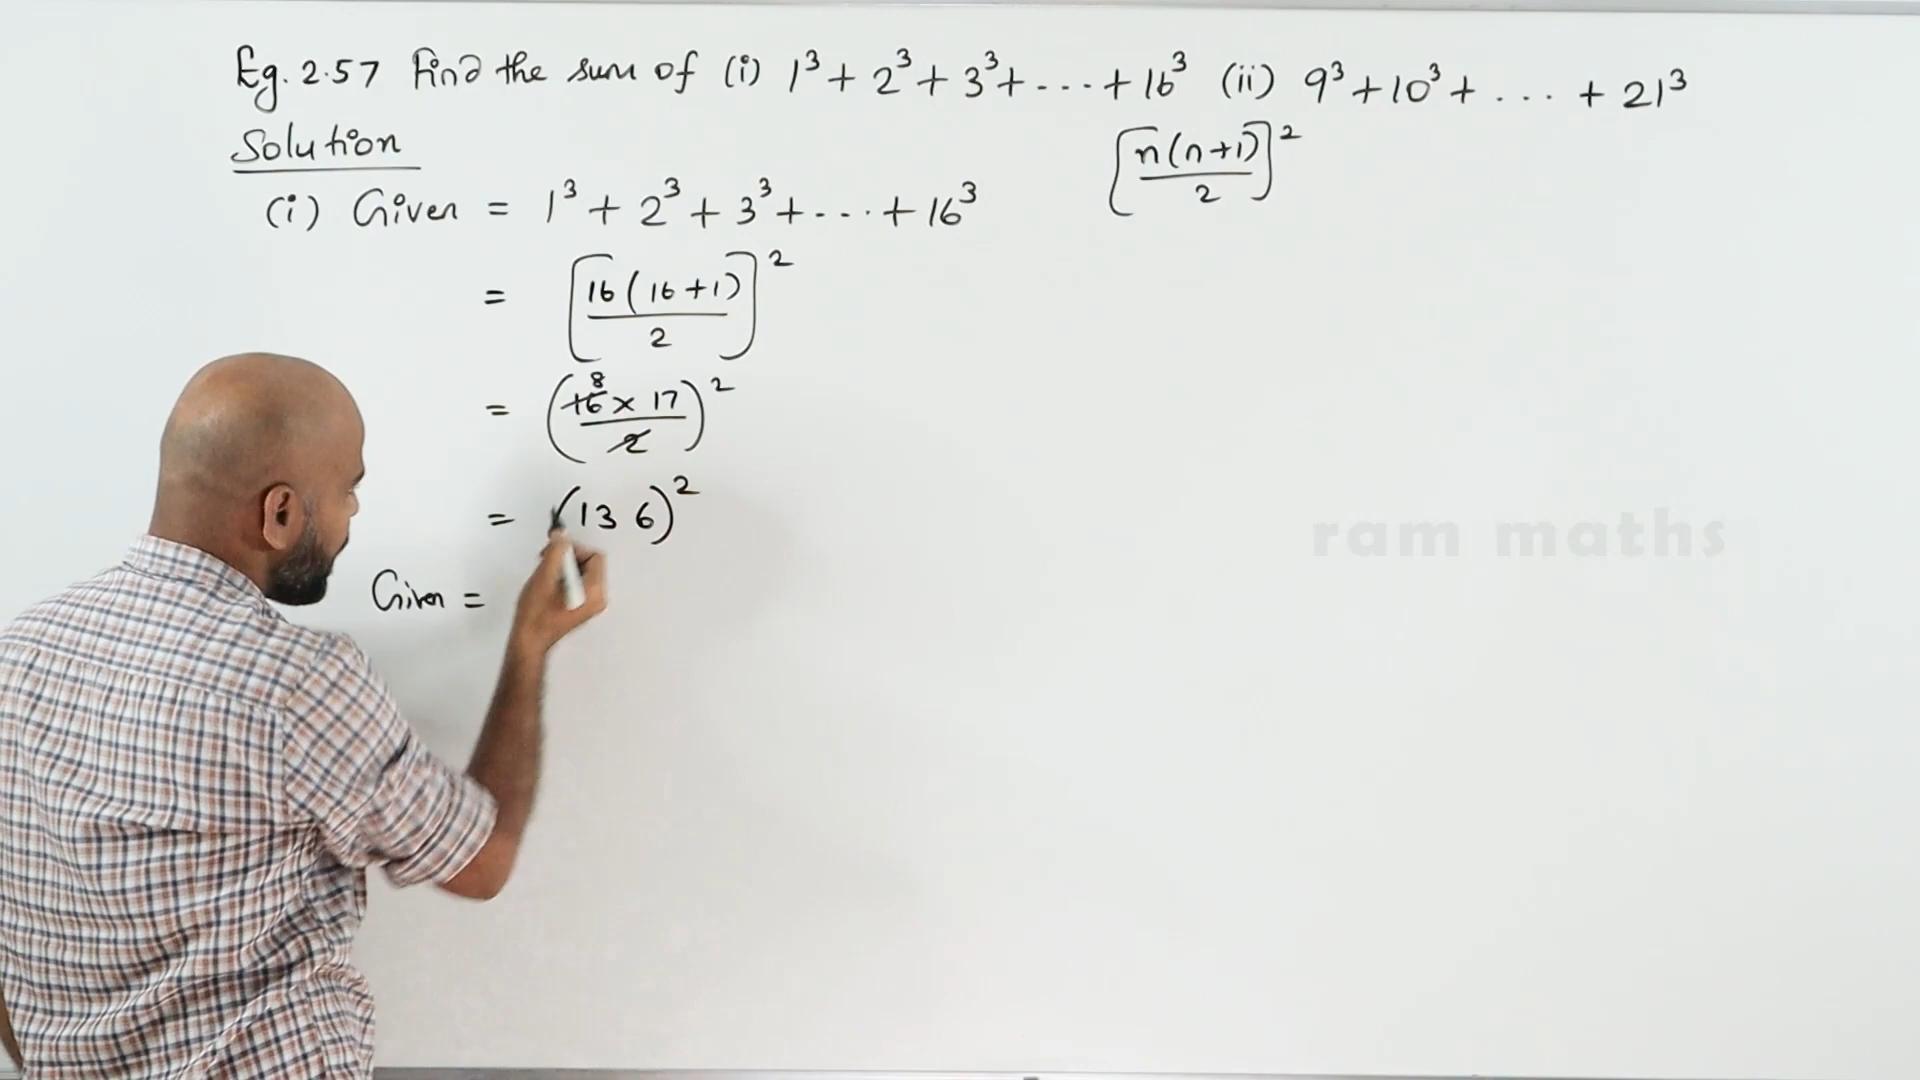 Eg. 2.57 Find the sum of (i) 1³ + 2³ + 3³ + ... + 16³ (ii) 9³ + 10³ + ... + 21³
Solution
[n(n+1)/2]²
(i) Given = 1³ + 2³ + 3³ + ... + 16³
= [16(16+1)/2]²
8
= (16 × 17/2)²
= (136)²
ram maths
Given =